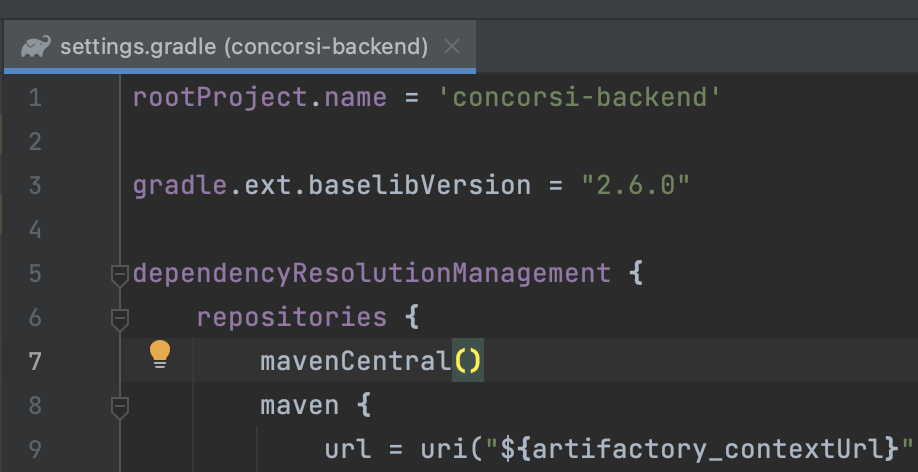 settings.gradle (concorsi-backend)
1 rootProject.name = 'concorsi-backend'
2
3 gradle.ext.baselibVersion = "2.6.0"
4
5 dependencyResolutionManagement {
6 repositories {
7 mavenCentral()
8 maven {
9 url = uri("${artifactory_contextUrl}"